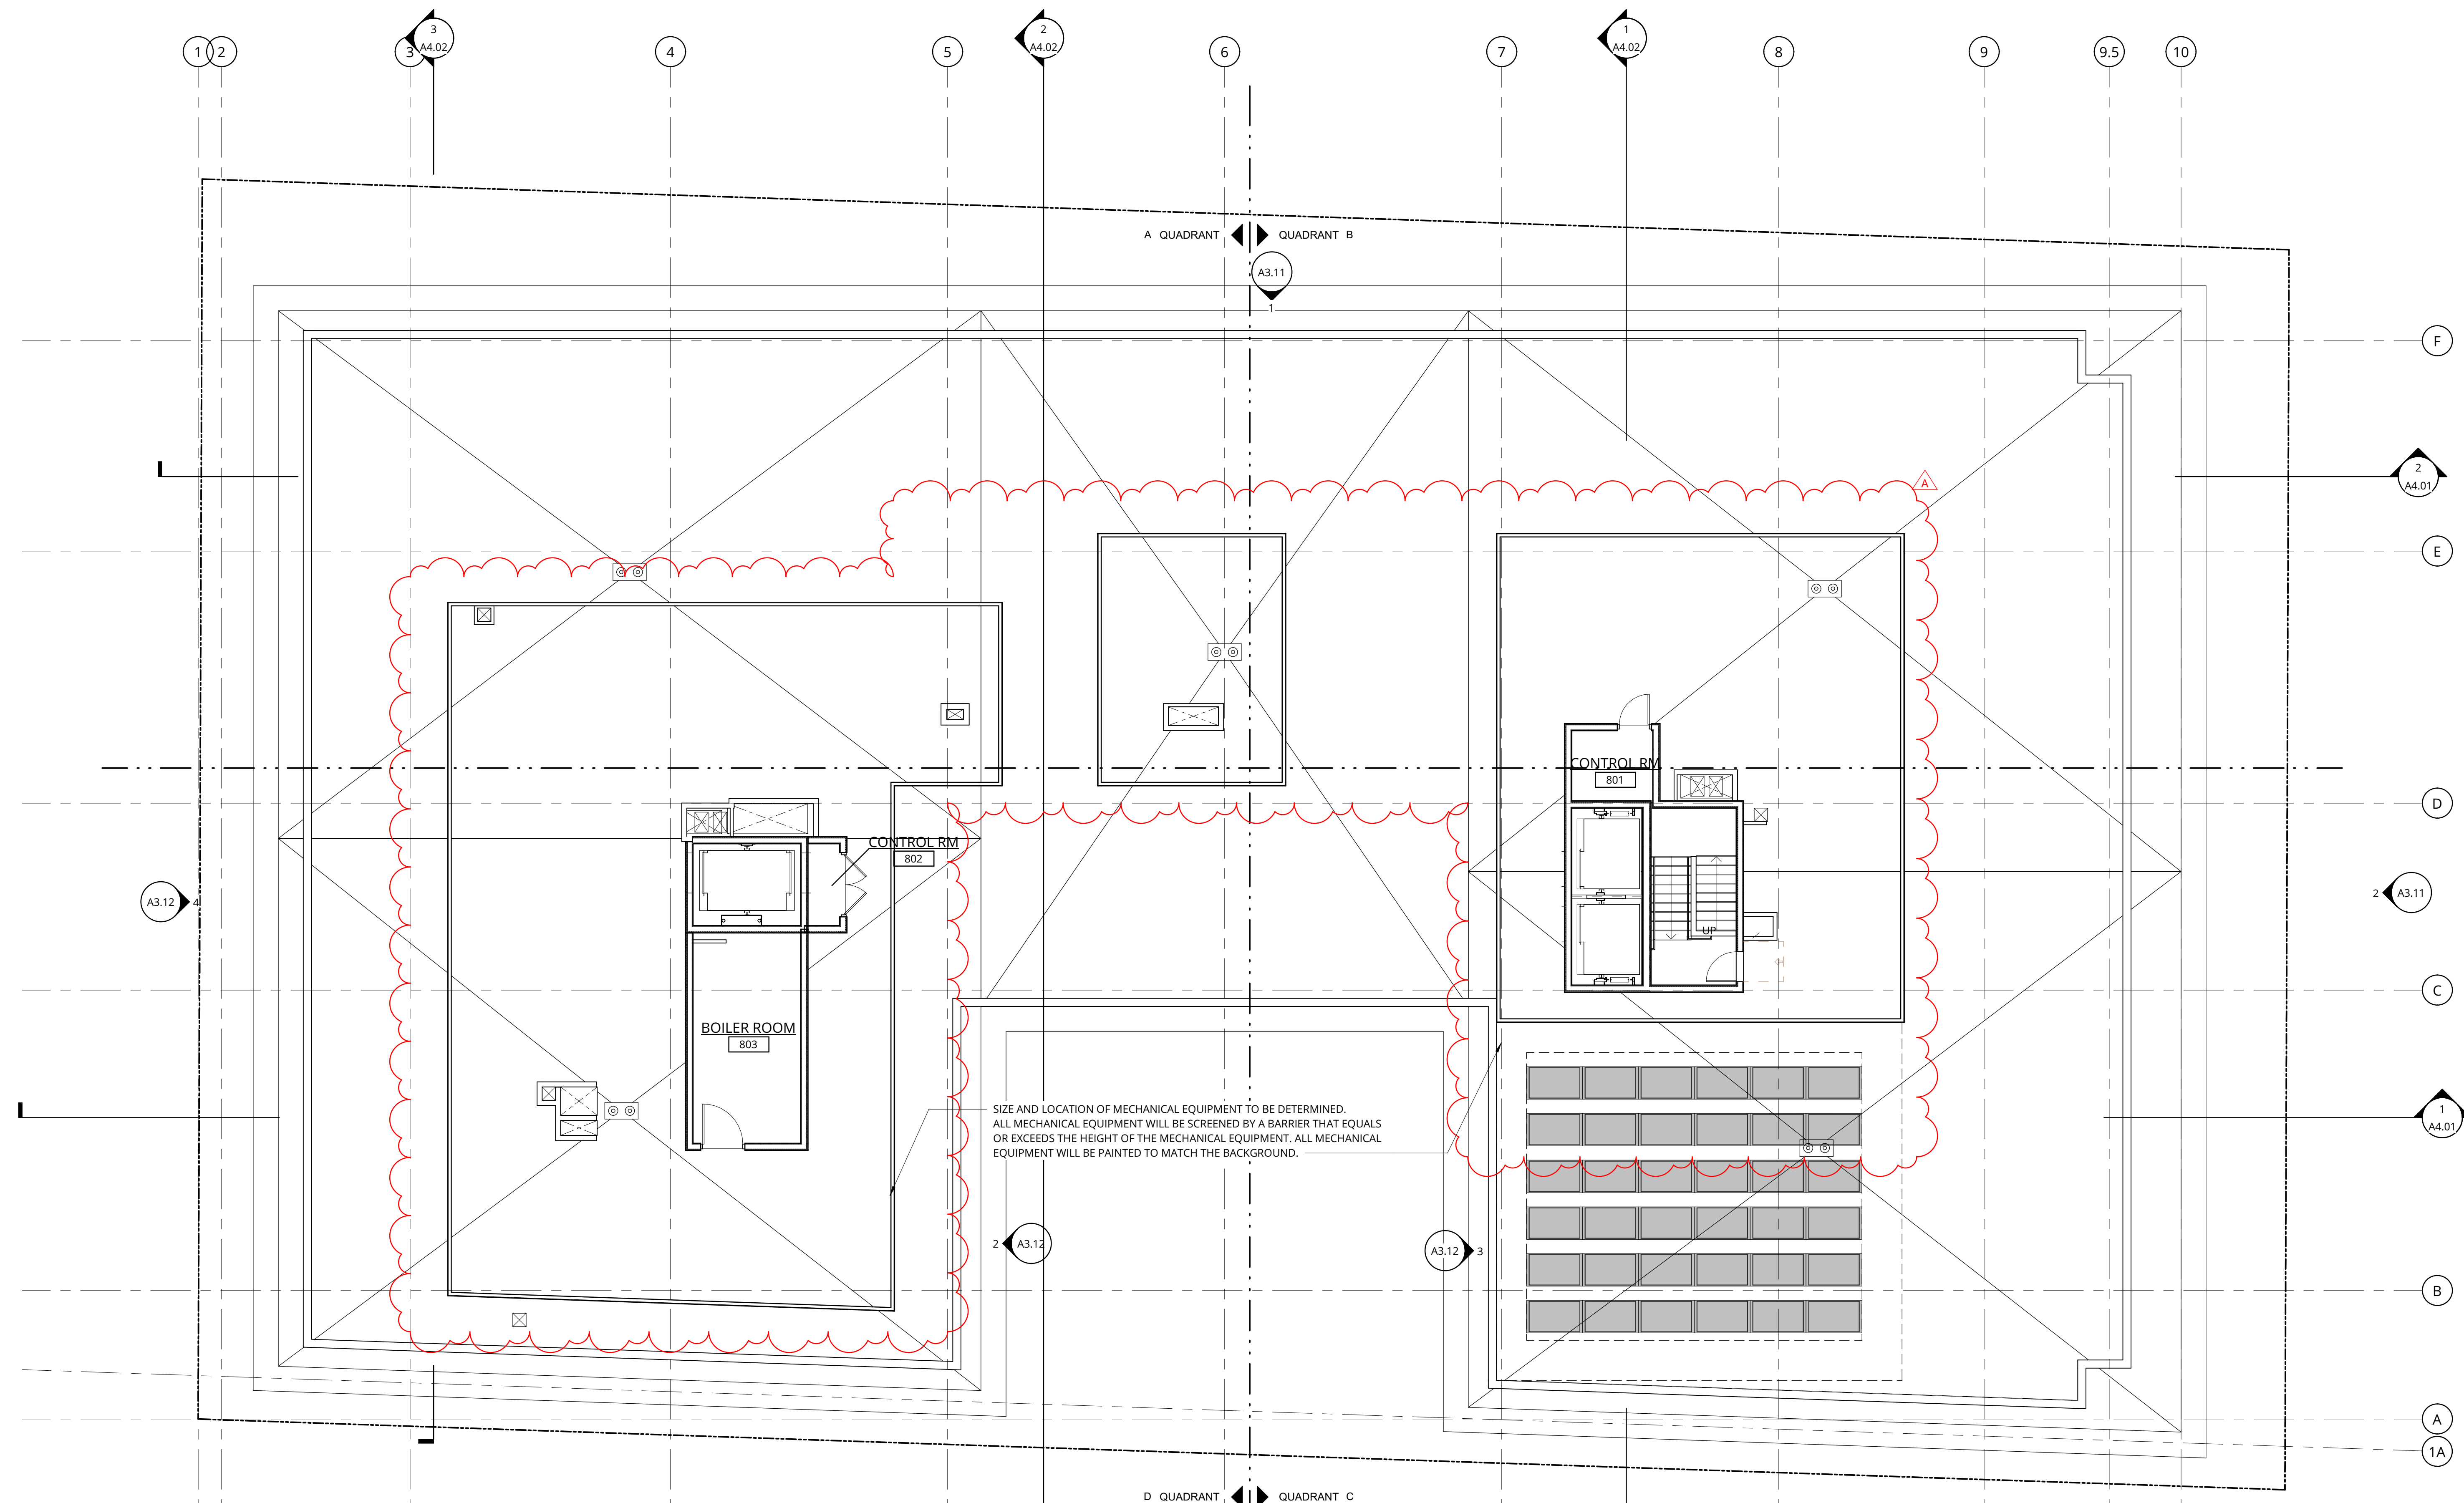 3
A4.02
2
A4.02
1
A4.02
1 2 3 4 5 6 7 8 9 9.5 10
A QUADRANT QUADRANT B
A3.11
1
F
2
A4.01
A
E
CONTROL RM
801
D
CONTROL RM
802
A3.12 4
2 A3.11
UP
C
BOILER ROOM
803
SIZE AND LOCATION OF MECHANICAL EQUIPMENT TO BE DETERMINED.
ALL MECHANICAL EQUIPMENT WILL BE SCREENED BY A BARRIER THAT EQUALS
OR EXCEEDS THE HEIGHT OF THE MECHANICAL EQUIPMENT. ALL MECHANICAL
EQUIPMENT WILL BE PAINTED TO MATCH THE BACKGROUND.
1
A4.01
2 A3.12
A3.12 3
B
A
1A
D QUADRANT QUADRANT C